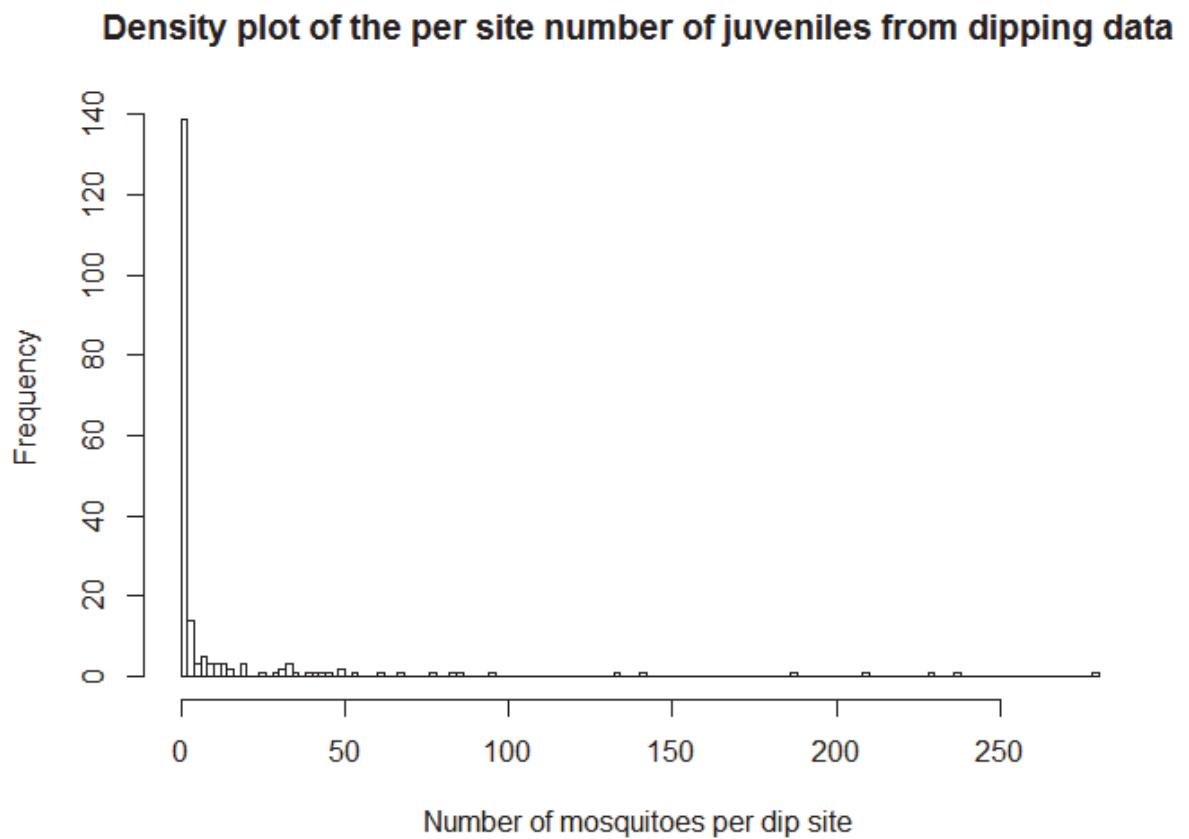 Density plot of the per site number of juveniles from dipping data
Frequency
140
120
100
80
60
40
20
0
0 50 100 150 200 250
Number of mosquitoes per dip site